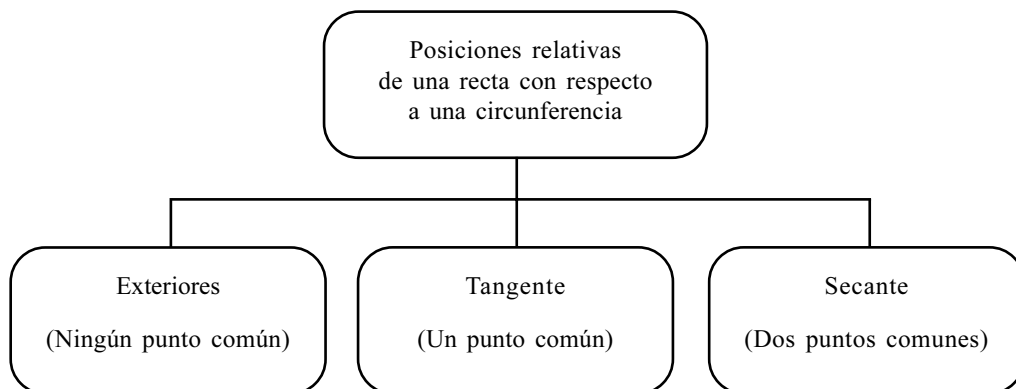 Posiciones relativas
de una recta con respecto
a una circunferencia
Exteriores
(Ningún punto común)
Tangente
(Un punto común)
Secante
(Dos puntos comunes)